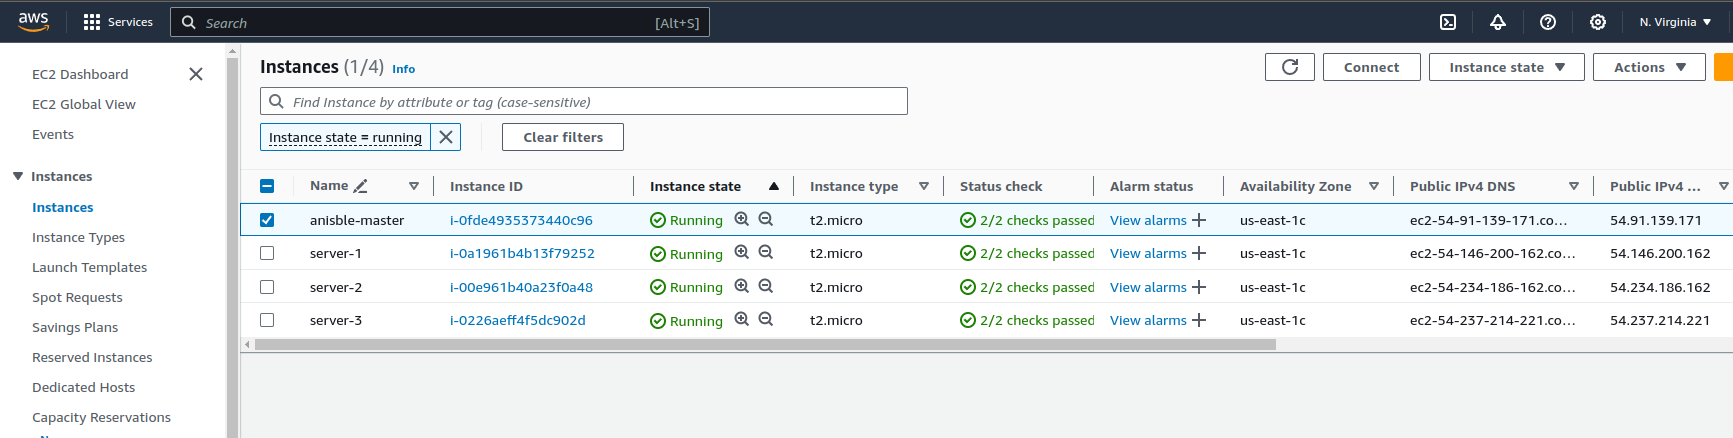 aws Services Search [Alt+S] N. Virginia
EC2 Dashboard
EC2 Global View
Events
Instances
Instances
Instance Types
Launch Templates
Spot Requests
Savings Plans
Reserved Instances
Dedicated Hosts
Capacity Reservations
Instances (1/4) Info
Connect Instance state Actions
Find Instance by attribute or tag (case-sensitive)
Instance state = running Clear filters
Name Instance ID Instance state Instance type Status check Alarm status Availability Zone Public IPv4 DNS Public IPv4 ...
anisble-master i-0fde4935373440c96 Running t2.micro 2/2 checks passed View alarms us-east-1c ec2-54-91-139-171.co... 54.91.139.171
server-1 i-0a1961b4b13f79252 Running t2.micro 2/2 checks passed View alarms us-east-1c ec2-54-146-200-162.co... 54.146.200.162
server-2 i-00e961b40a23f0a48 Running t2.micro 2/2 checks passed View alarms us-east-1c ec2-54-234-186-162.co... 54.234.186.162
server-3 i-0226aeff4f5dc902d Running t2.micro 2/2 checks passed View alarms us-east-1c ec2-54-237-214-221.co... 54.237.214.221